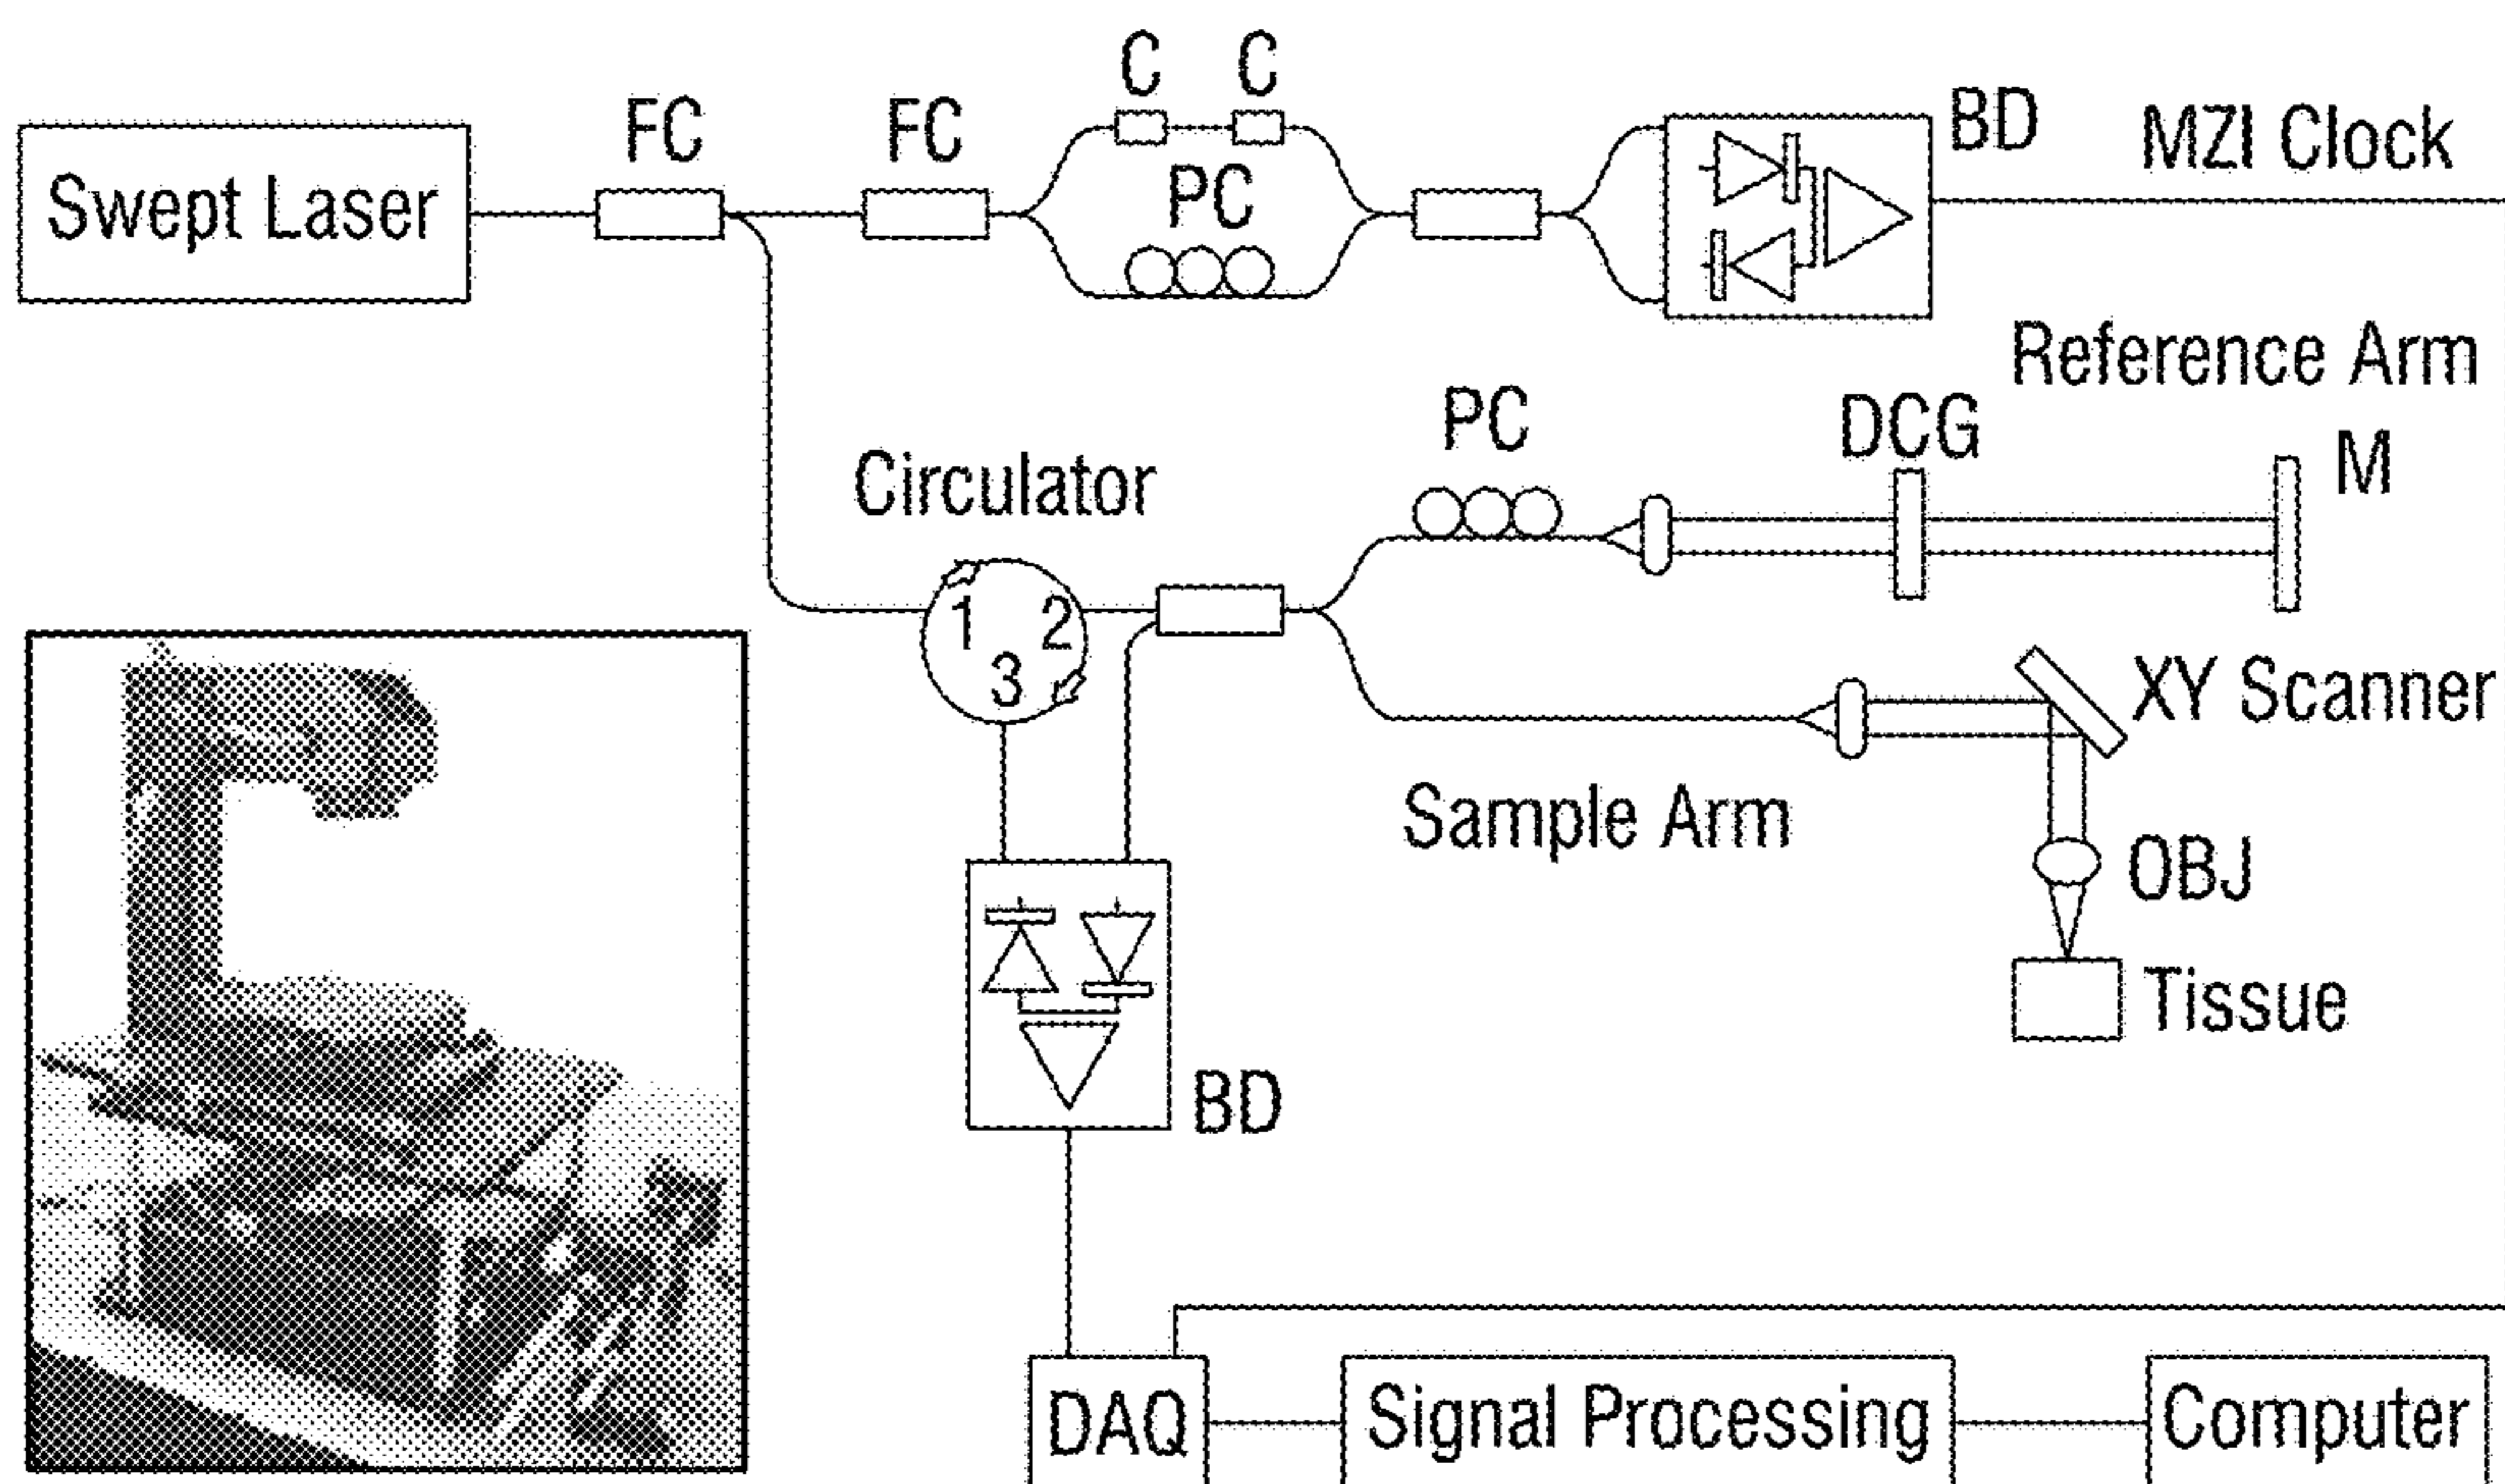 C C
FC FC BD MZI Clock
Swept Laser PC
Reference Arm
PC DCG M
Circulator
1 2
3
XY Scanner
Sample Arm
OBJ
Tissue
BD
DAQ Signal Processing Computer